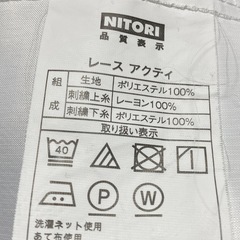 NITORI
品質表示
レース アクティ
組成 生地 ポリエステル100%
刺繍上糸 レーヨン100%
刺繍下糸 ポリエステル100%
取り扱い表示
40
P W
洗濯ネット使用
あて布使用